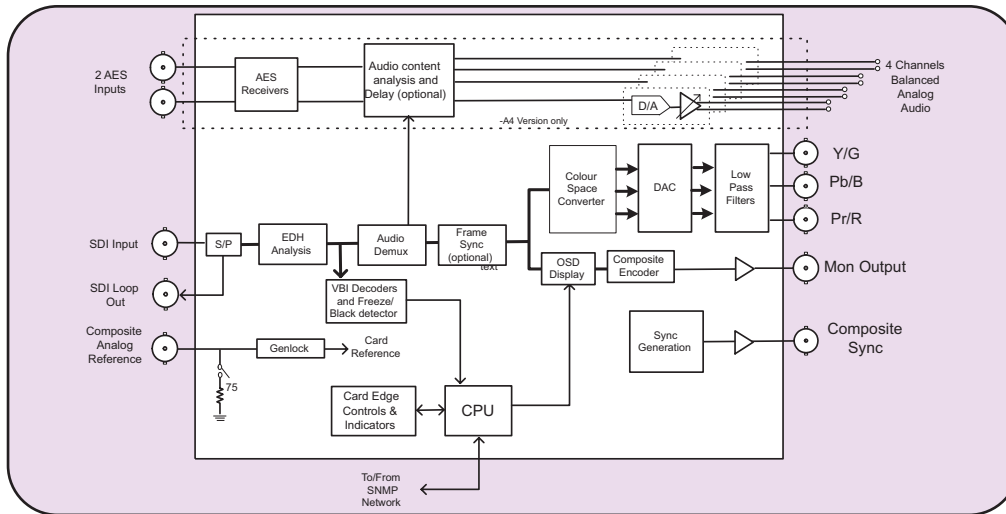 2 AES
Inputs
AES
Receivers
Audio content
analysis and
Delay (optional)
-A4 Version only
D/A
4 Channels
Balanced
Analog
Audio
Colour
Space
Converter
DAC
Low
Pass
Filters
Y/G
Pb/B
Pr/R
SDI Input
S/P
EDH
Analysis
Audio
Demux
Frame
Sync
(optional)
text
OSD
Display
Composite
Encoder
Mon Output
SDI Loop
Out
VBI Decoders
and Freeze/
Black detector
Composite
Analog
Reference
Genlock
Card
Reference
75
Sync
Generation
Composite
Sync
Card Edge
Controls &
Indicators
CPU
To/From
SNMP
Network